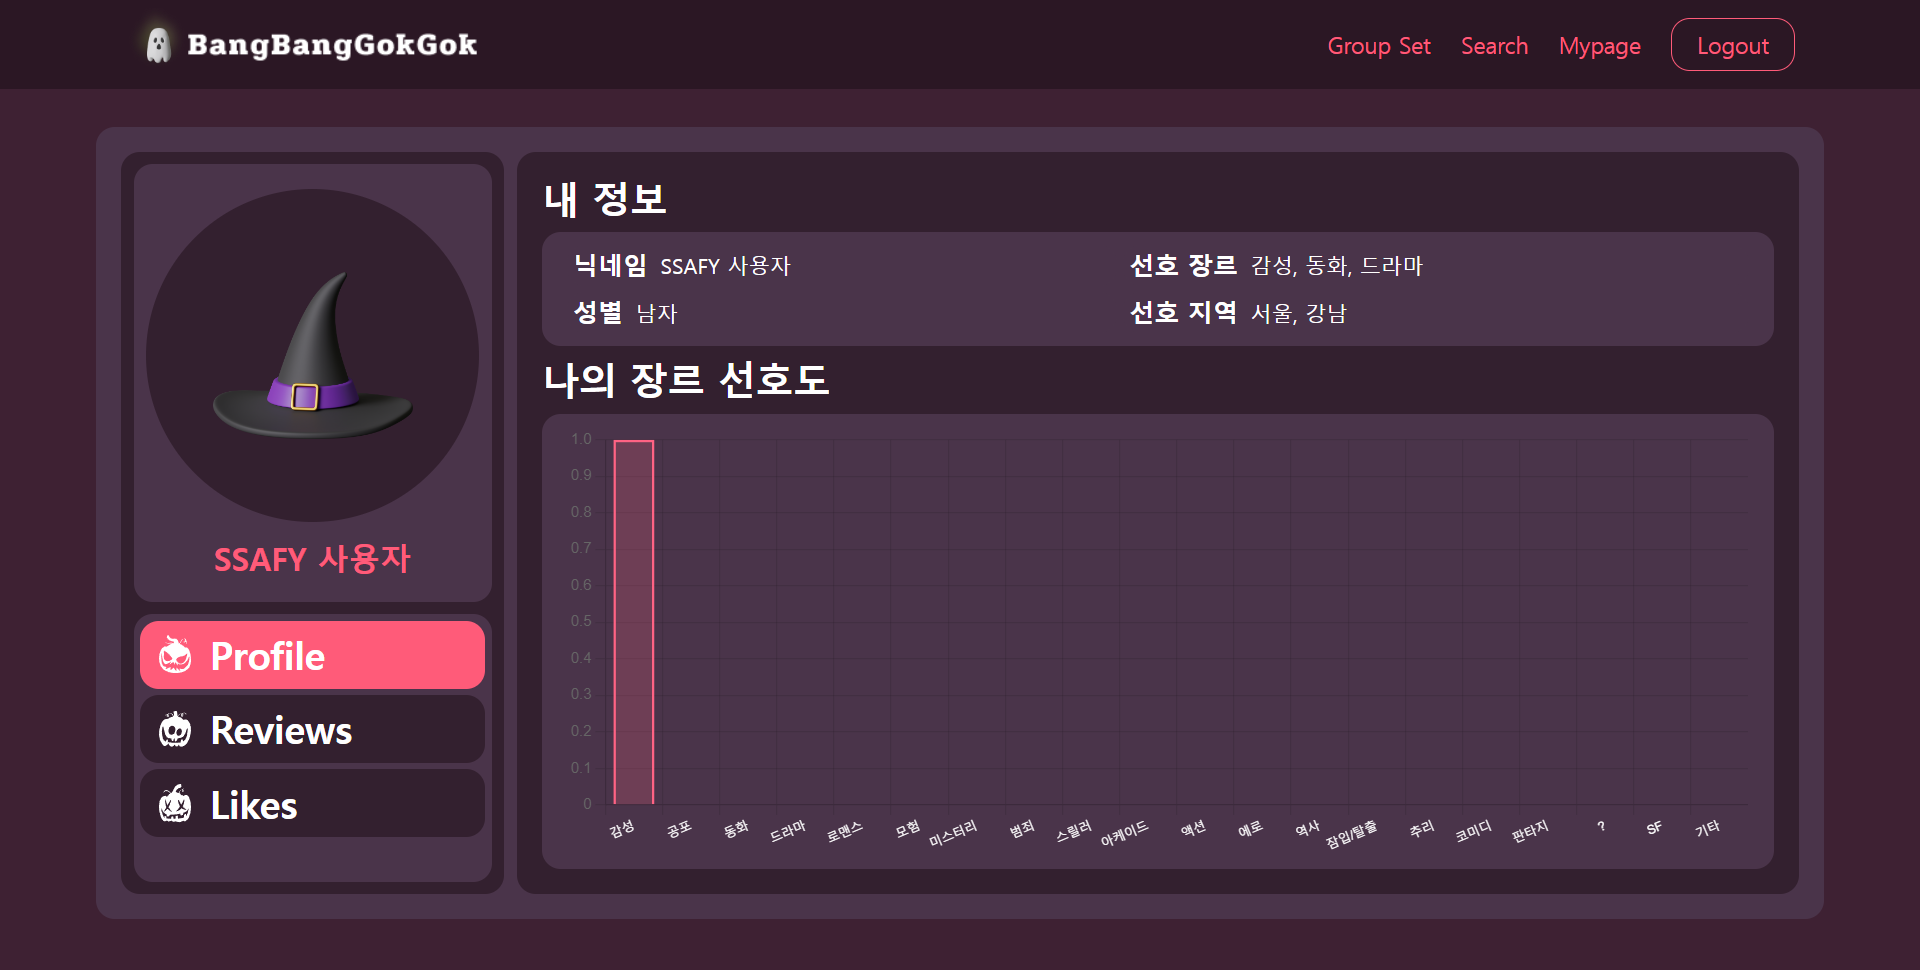 BangBangGokGok
Group Set Search Mypage Logout
SSAFY 사용자
Profile
Reviews
Likes
내 정보
닉네임 SSAFY 사용자 선호 장르 감성, 동화, 드라마
성별 남자 선호 지역 서울, 강남
나의 장르 선호도
1.0
0.9
0.8
0.7
0.6
0.5
0.4
0.3
0.2
0.1
0
감성 공포 동화 드라마 로맨스 모험 미스터리 범죄 스릴러 아케이드 액션 에로 역사 잠입/탈출 추리 코미디 판타지 ? SF 기타